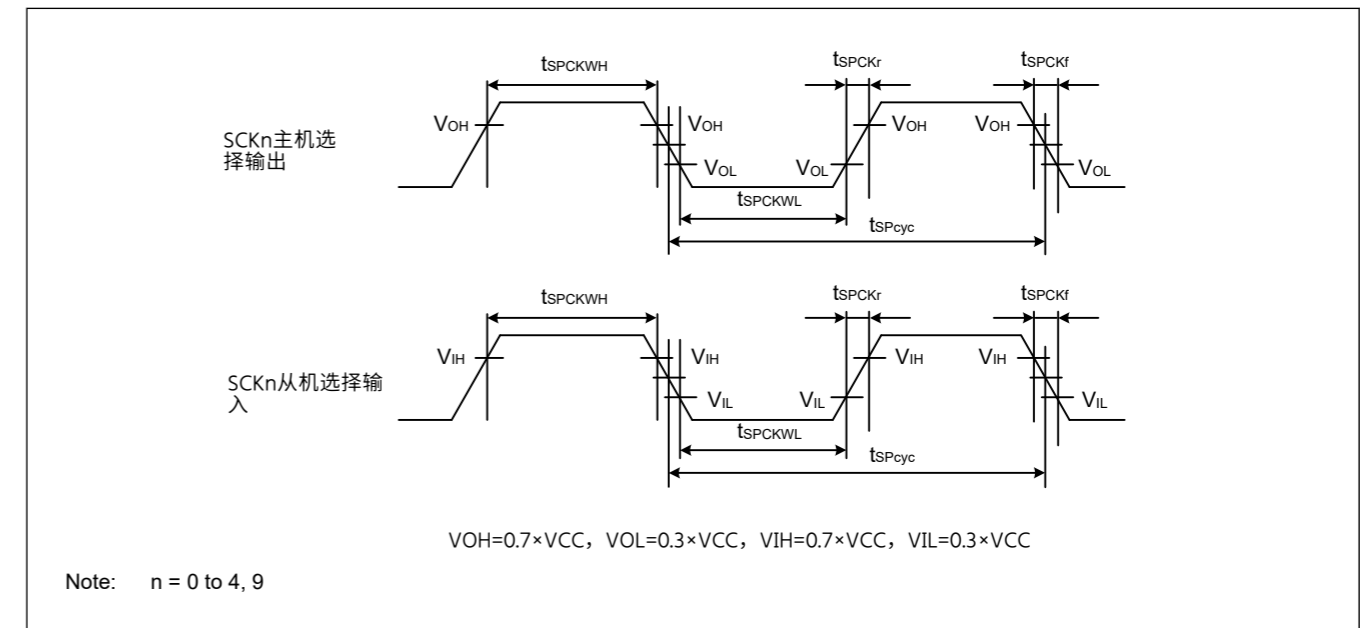 tSPCKWH
tSPCKr
tSPCKf
VOH
VOH
VOH
VOH
SCKn主机选
择输出
VOL
VOL
VOL
tSPCKWL
tSPcyc
tSPCKWH
tSPCKr
tSPCKf
VIH
VIH
VIH
VIH
SCKn从机选择输
入
VIL
VIL
VIL
tSPCKWL
tSPcyc
VOH=0.7×VCC，VOL=0.3×VCC，VIH=0.7×VCC，VIL=0.3×VCC
Note: n = 0 to 4, 9